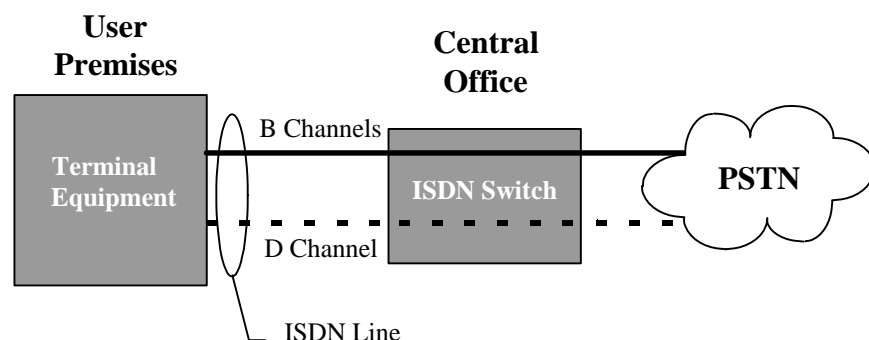 User
Premises
Central
Office
B Channels
Terminal
Equipment
ISDN Switch
PSTN
D Channel
ISDN Line